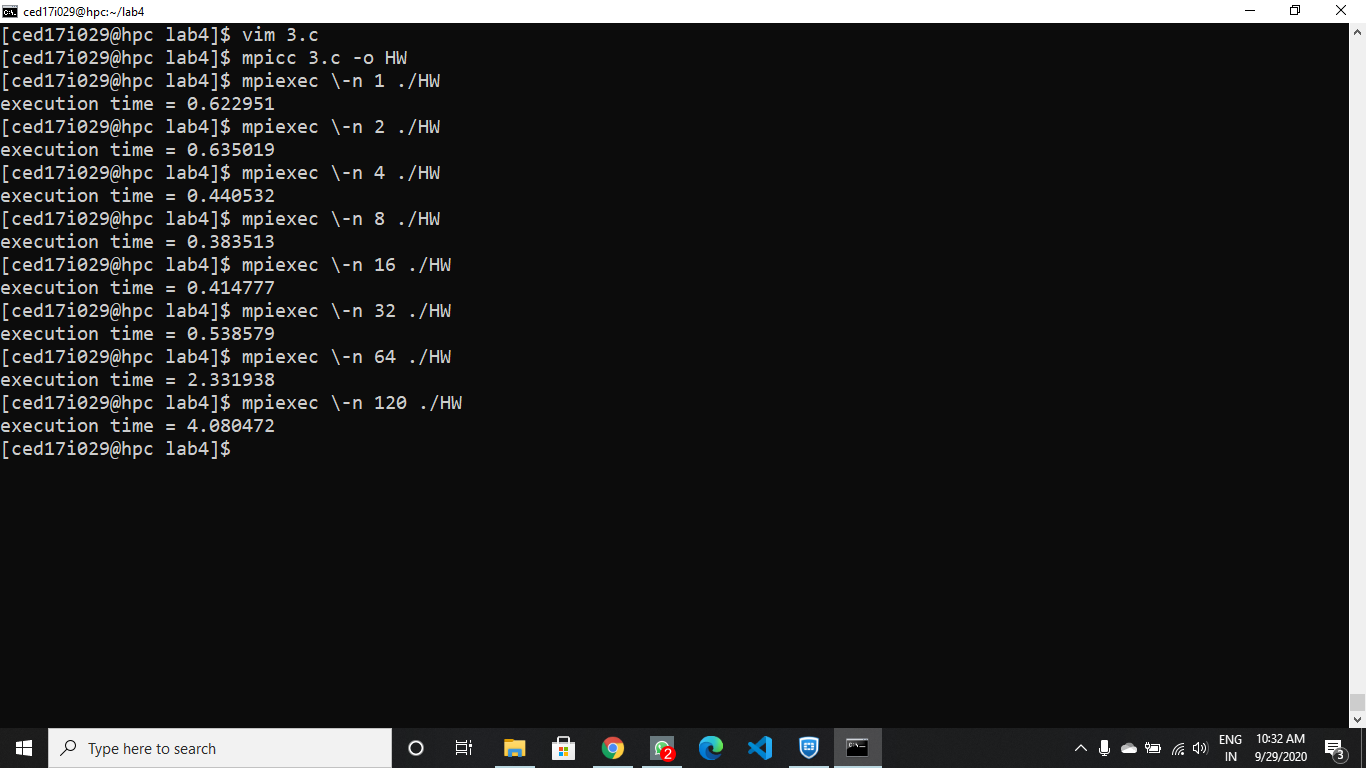 ced17i029@hpc:~/lab4
[ced17i029@hpc lab4]$ vim 3.c
[ced17i029@hpc lab4]$ mpicc 3.c -o HW
[ced17i029@hpc lab4]$ mpiexec \-n 1 ./HW
execution time = 0.622951
[ced17i029@hpc lab4]$ mpiexec \-n 2 ./HW
execution time = 0.635019
[ced17i029@hpc lab4]$ mpiexec \-n 4 ./HW
execution time = 0.440532
[ced17i029@hpc lab4]$ mpiexec \-n 8 ./HW
execution time = 0.383513
[ced17i029@hpc lab4]$ mpiexec \-n 16 ./HW
execution time = 0.414777
[ced17i029@hpc lab4]$ mpiexec \-n 32 ./HW
execution time = 0.538579
[ced17i029@hpc lab4]$ mpiexec \-n 64 ./HW
execution time = 2.331938
[ced17i029@hpc lab4]$ mpiexec \-n 120 ./HW
execution time = 4.080472
[ced17i029@hpc lab4]$
Type here to search
2
ENG
IN
10:32 AM
9/29/2020
3